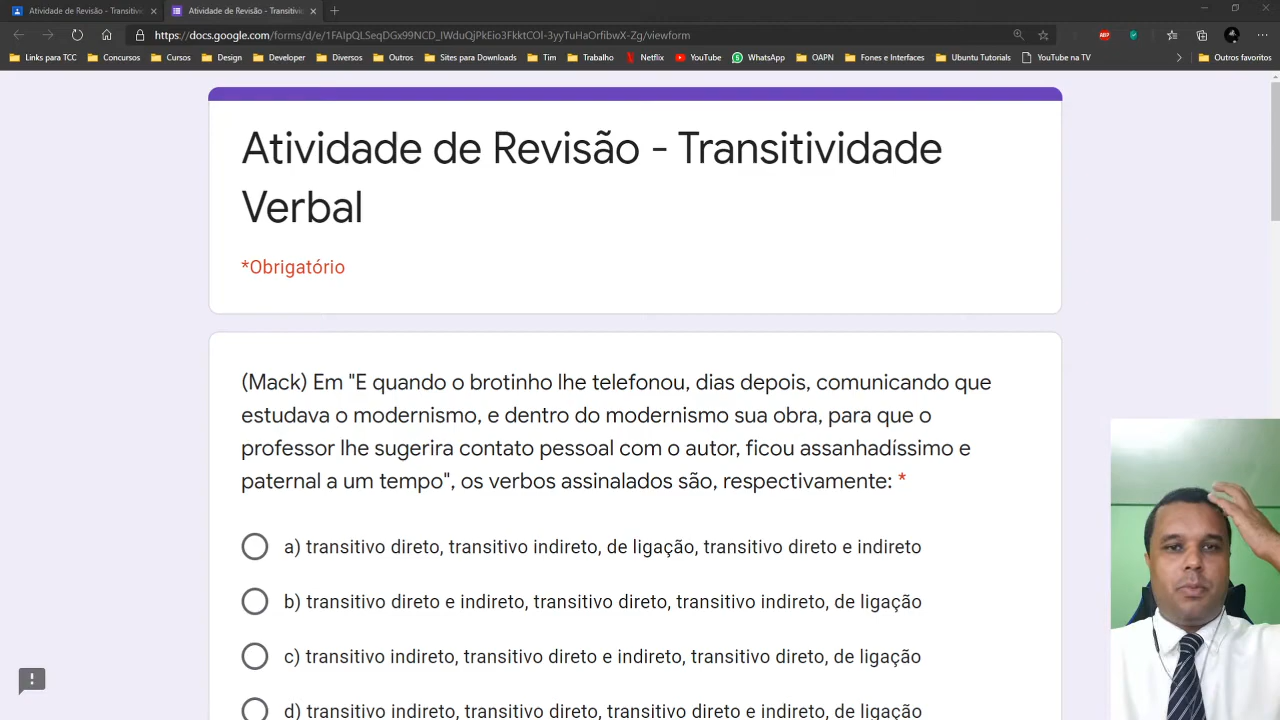 Atividade de Revisão - Transitivid
Atividade de Revisão - Transitivid
https://docs.google.com/forms/d/e/1FAIpQLSeqDGx99NCD_IWduQjPkEio3FkktCOl-3yyTuHaOrfibwX-Zg/viewform
Links para TCC Concursos Cursos Design Developer Diversos Outros Sites para Downloads Tim Trabalho Netflix YouTube WhatsApp OAPN Fones e Interfaces Ubuntu Tutorials YouTube na TV Outros favoritos
Atividade de Revisão - Transitividade
Verbal
*Obrigatório
(Mack) Em "E quando o brotinho lhe telefonou, dias depois, comunicando que
estudava o modernismo, e dentro do modernismo sua obra, para que o
professor lhe sugerira contato pessoal com o autor, ficou assanhadíssimo e
paternal a um tempo", os verbos assinalados são, respectivamente: *
a) transitivo direto, transitivo indireto, de ligação, transitivo direto e indireto
b) transitivo direto e indireto, transitivo direto, transitivo indireto, de ligação
c) transitivo indireto, transitivo direto e indireto, transitivo direto, de ligação
d) transitivo indireto, transitivo direto, transitivo direto e indireto, de ligação